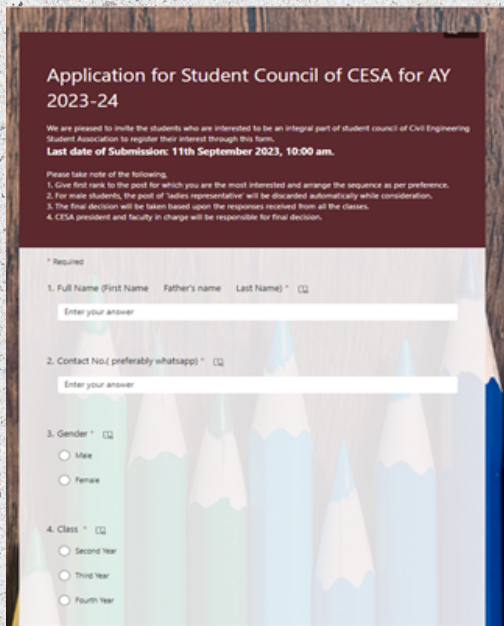 Application for Student Council of CESA for AY
2023-24
We are pleased to invite the students who are interested to be an integral part of student council of Civil Engineering
Student Association to register their interest through this form.
Last date of Submission: 11th September 2023, 10:00 am.
Please take note of the following,
1. Give first rank to the post for which you are the most interested and arrange the sequence as per preference.
2. For male students, the post of 'ladies representative' will be discarded automatically while consideration.
3. The final decision will be taken based upon the responses received from all the classes.
4. CESA president and faculty in charge will be responsible for final decision.
* Required
1. Full Name (First Name Father's name Last Name) *
Enter your answer
2. Contact No.( preferably whatsapp) *
Enter your answer
3. Gender *
Male
Female
4. Class *
Second Year
Third Year
Fourth Year